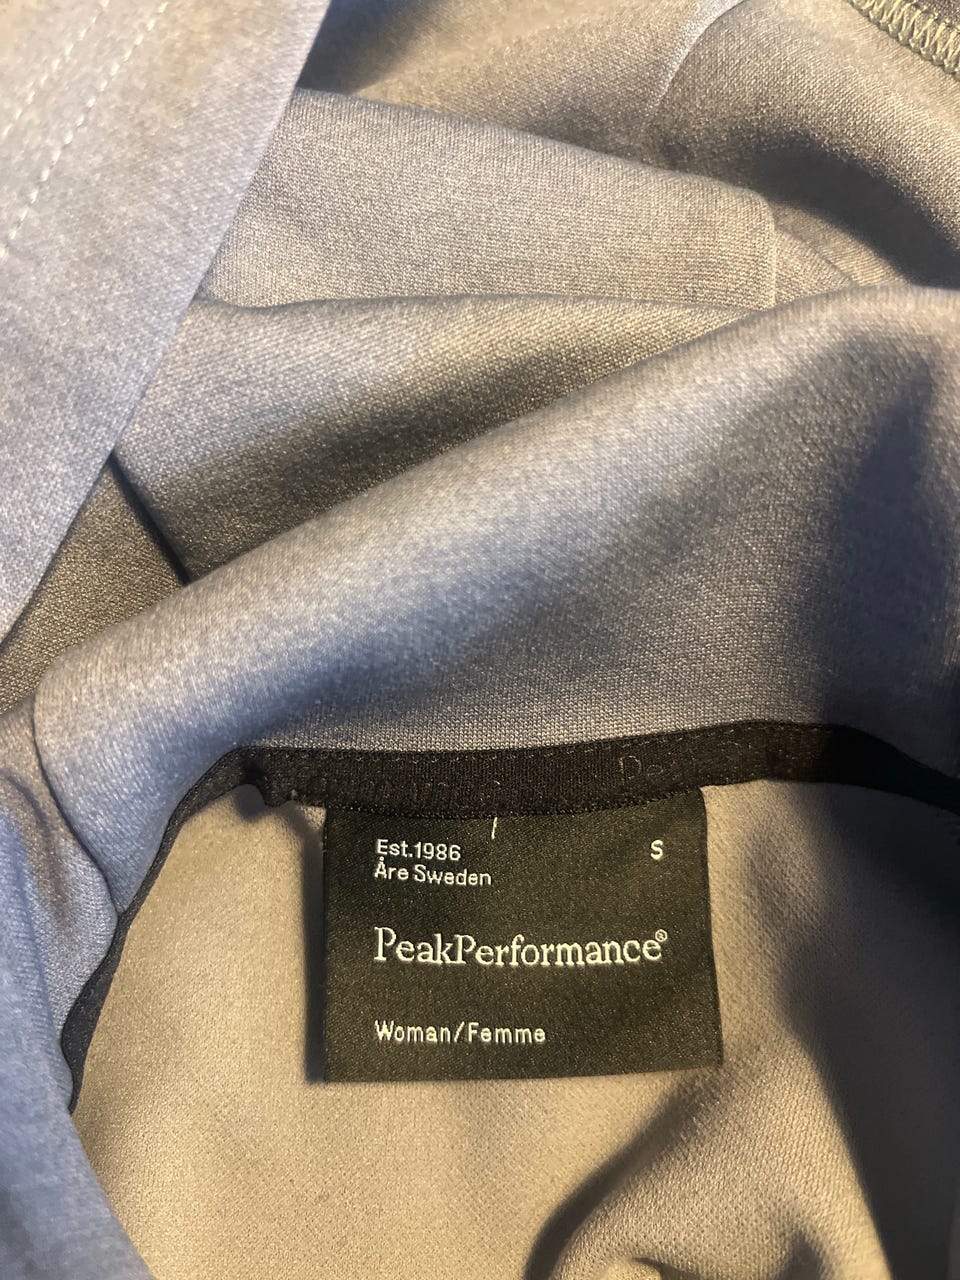 Est.1986
Åre Sweden
S
PeakPerformance®
Woman/Femme